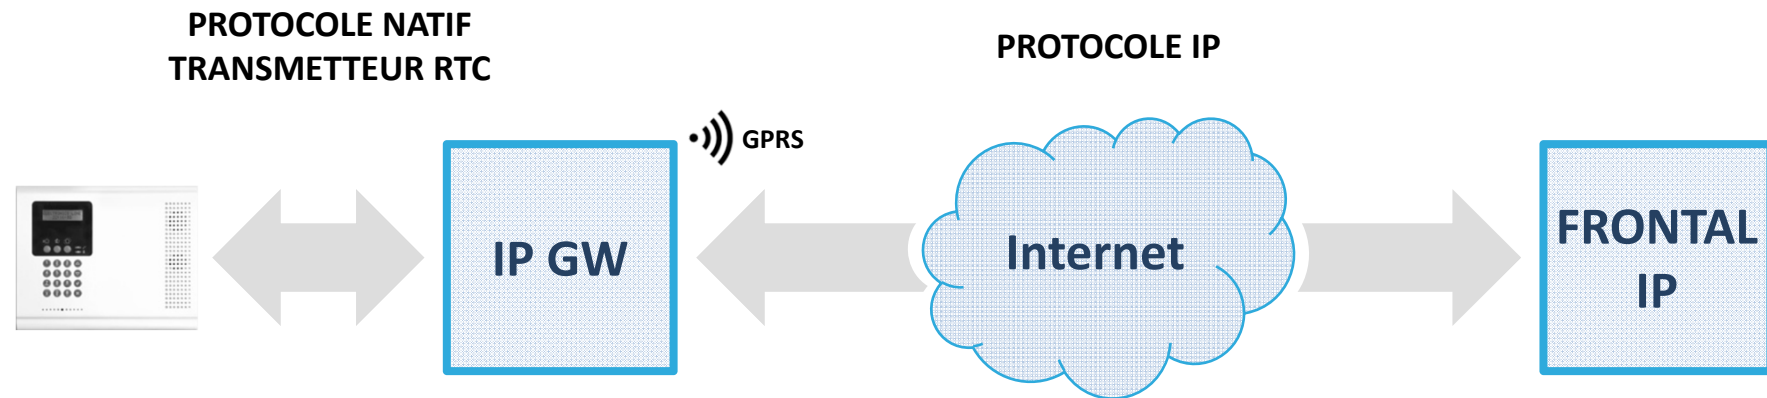 PROTOCOLE NATIF
TRANSMETTEUR RTC
PROTOCOLE IP
GPRS
IP GW
Internet
FRONTAL
IP